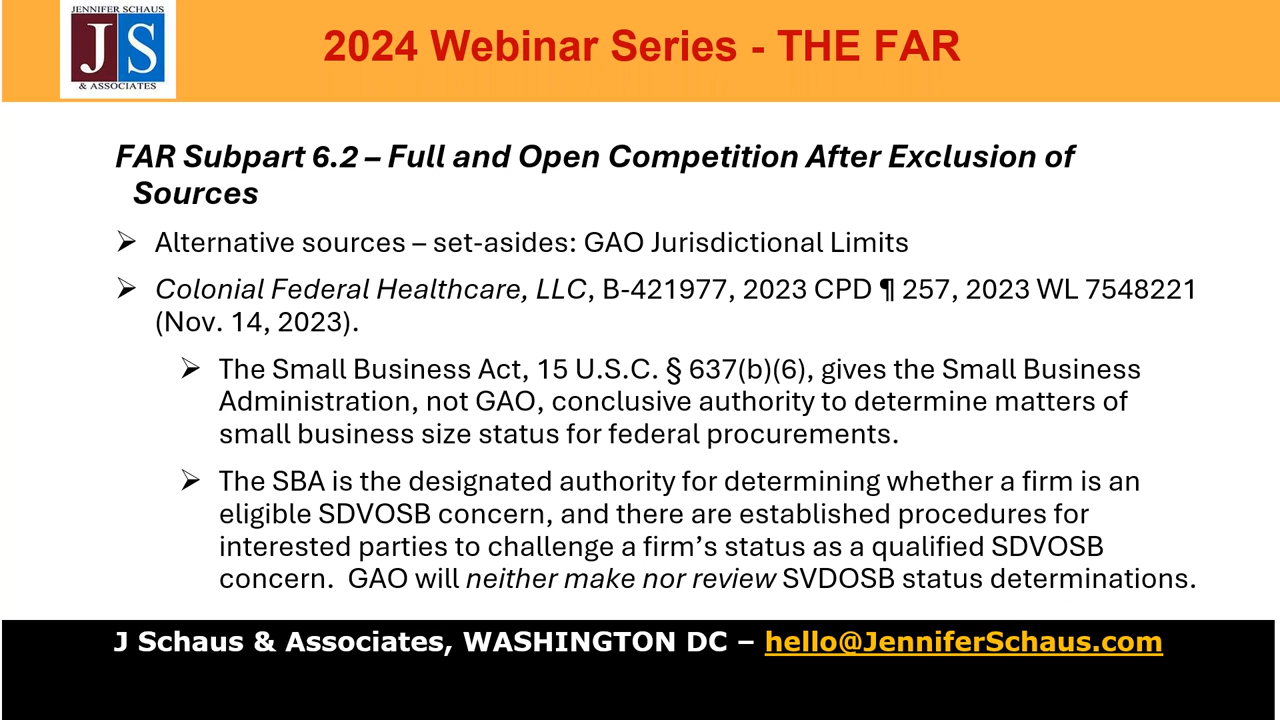 JENNIFER SCHAUS
J S
& ASSOCIATES
2024 Webinar Series - THE FAR
FAR Subpart 6.2 – Full and Open Competition After Exclusion of
Sources
➢ Alternative sources – set-asides: GAO Jurisdictional Limits
➢ Colonial Federal Healthcare, LLC, B-421977, 2023 CPD ¶ 257, 2023 WL 7548221
(Nov. 14, 2023).
➢ The Small Business Act, 15 U.S.C. § 637(b)(6), gives the Small Business
Administration, not GAO, conclusive authority to determine matters of
small business size status for federal procurements.
➢ The SBA is the designated authority for determining whether a firm is an
eligible SDVOSB concern, and there are established procedures for
interested parties to challenge a firm’s status as a qualified SDVOSB
concern.  GAO will neither make nor review SVDOSB status determinations.
J Schaus & Associates, WASHINGTON DC – hello@JenniferSchaus.com